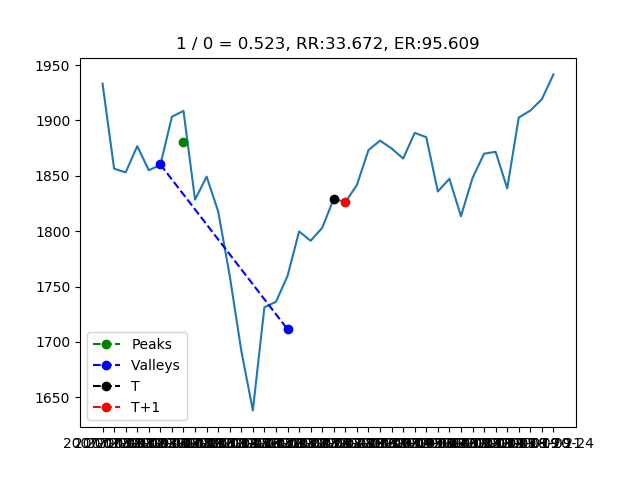 1 / 0 = 0.523, RR:33.672, ER:95.609
1950
1900
1850
1800
1750
1700
1650
Peaks
Valleys
T
T+1